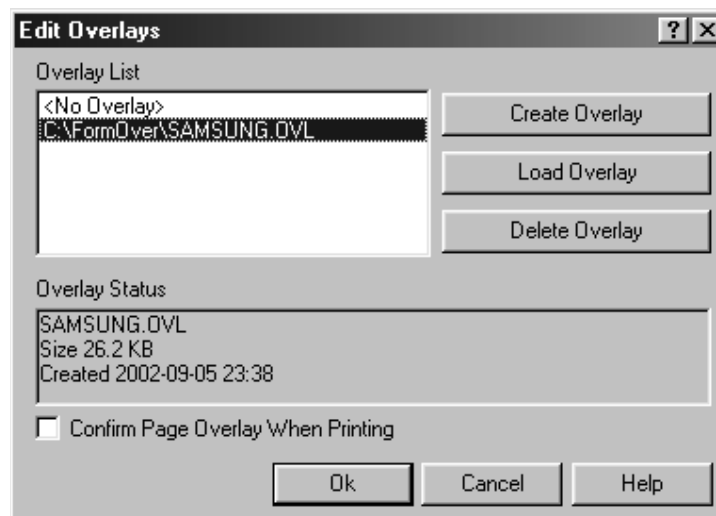 Edit Overlays
Overlay List
<No Overlay>
C:\FormOver\SAMSUNG.OVL
Create Overlay
Load Overlay
Delete Overlay
Overlay Status
SAMSUNG.OVL
Size 26.2 KB
Created 2002-09-05 23:38
Confirm Page Overlay When Printing
Ok
Cancel
Help